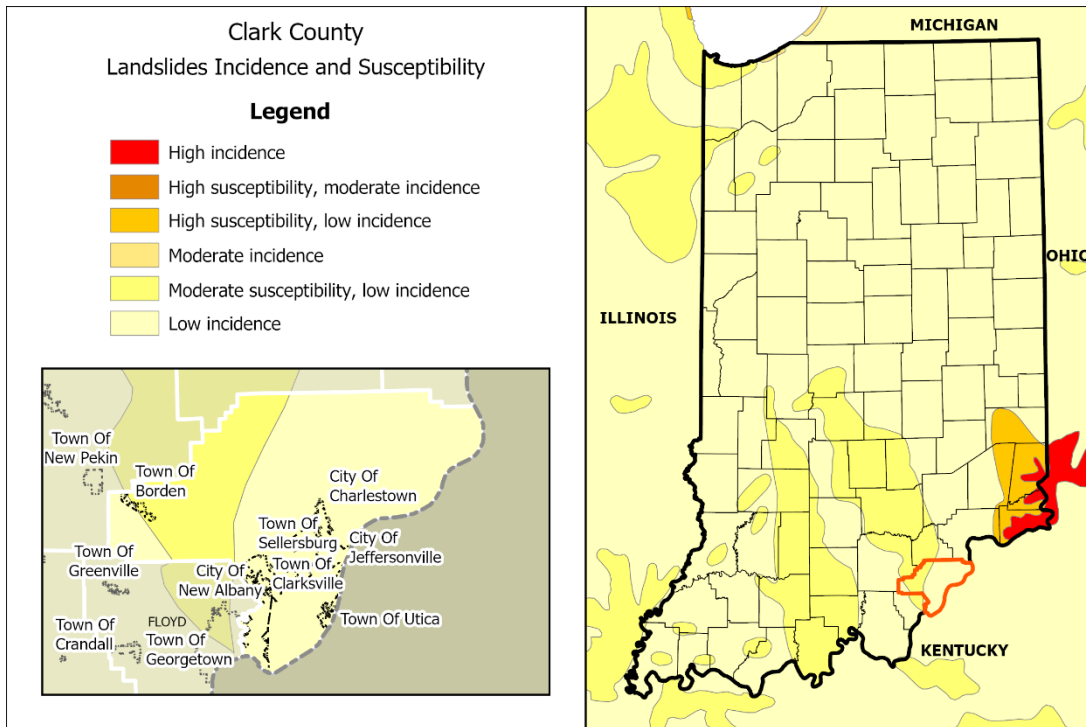 Clark County
Landslides Incidence and Susceptibility
Legend
High incidence
High susceptibility, moderate incidence
High susceptibility, low incidence
Moderate incidence
Moderate susceptibility, low incidence
Low incidence
Town Of
New Pekin
Town Of
Borden
City Of
Charlestown
Town Of
Sellersburg
City Of
Jeffersonville
Town Of
Greenville
City Of
New Albany
Town Of
Clarksville
Town Of Utica
FLOYD
Town Of
Crandall
Town Of
Georgetown
MICHIGAN
OHIO
ILLINOIS
KENTUCKY